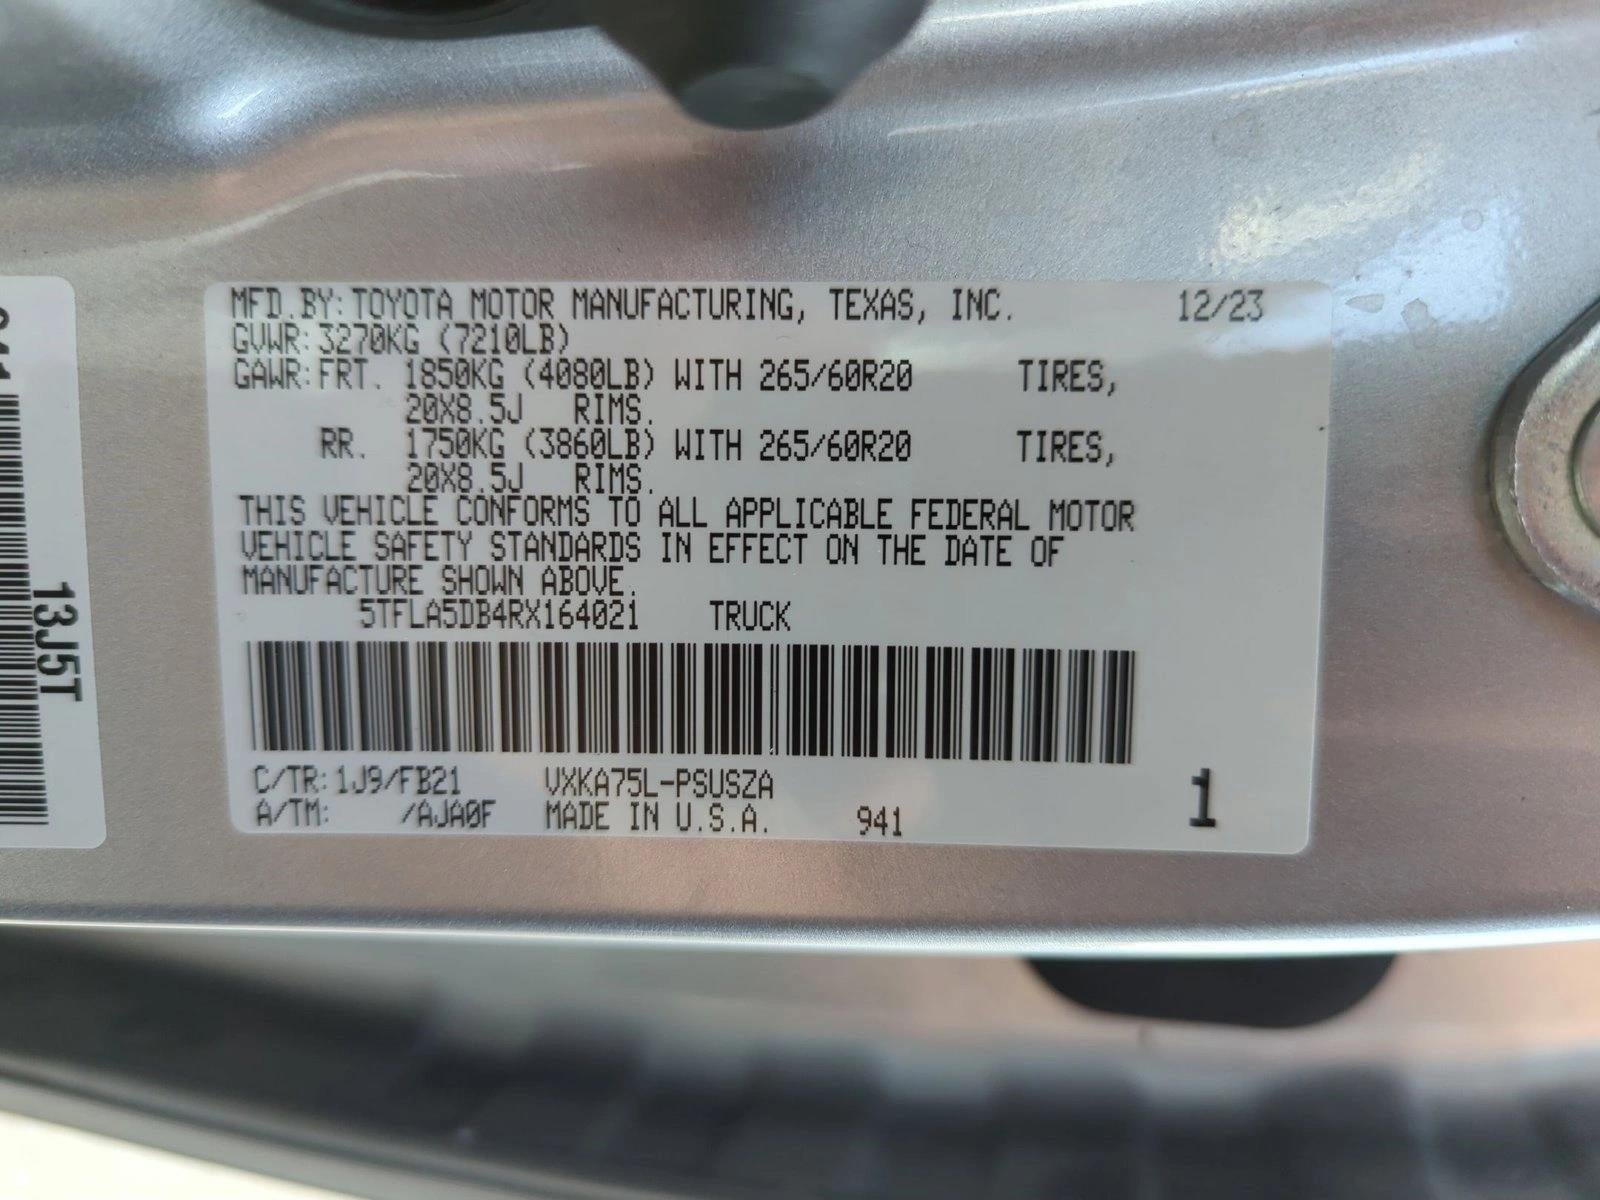 MFD.BY:TOYOTA MOTOR MANUFACTURING, TEXAS, INC. 12/23
GVWR:3270KG (7210LB)
GAWR:FRT. 1850KG (4080LB) WITH 265/60R20 TIRES,
20X8.5J RIMS.
RR. 1750KG (3860LB) WITH 265/60R20 TIRES,
20X8.5J RIMS.
THIS VEHICLE CONFORMS TO ALL APPLICABLE FEDERAL MOTOR
VEHICLE SAFETY STANDARDS IN EFFECT ON THE DATE OF
MANUFACTURE SHOWN ABOVE.
5TFLA5DB4RX164021 TRUCK
C/TR:1J9/FB21 VXKA75L-PSUSZA
A/TM: /AJA0F MADE IN U.S.A. 941 1
13J5T